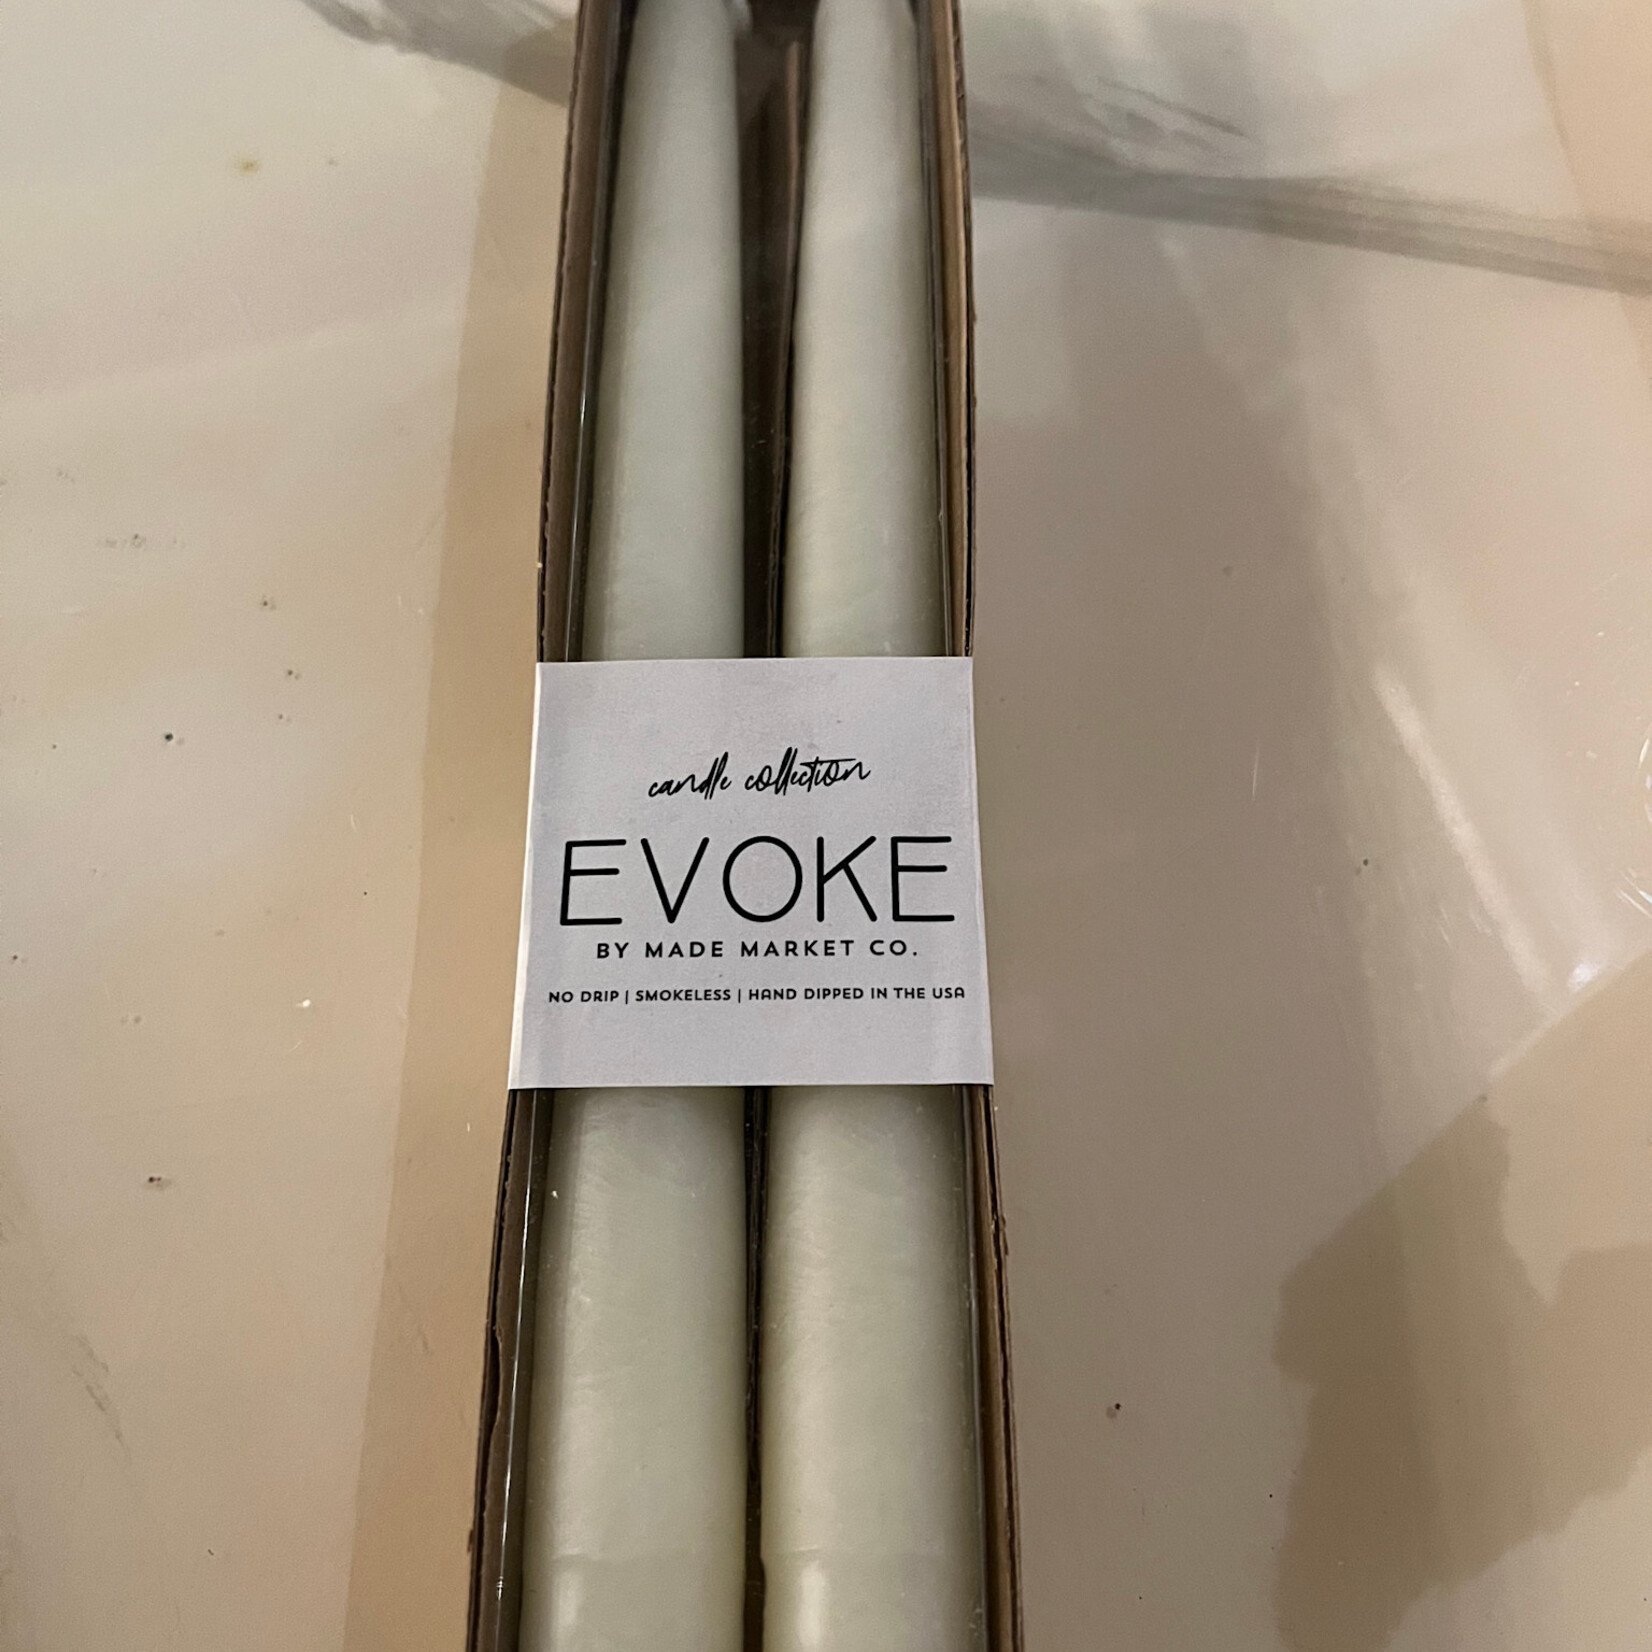 candle collection
EVOKE
BY MADE MARKET CO.
NO DRIP | SMOKELESS | HAND DIPPED IN THE USA